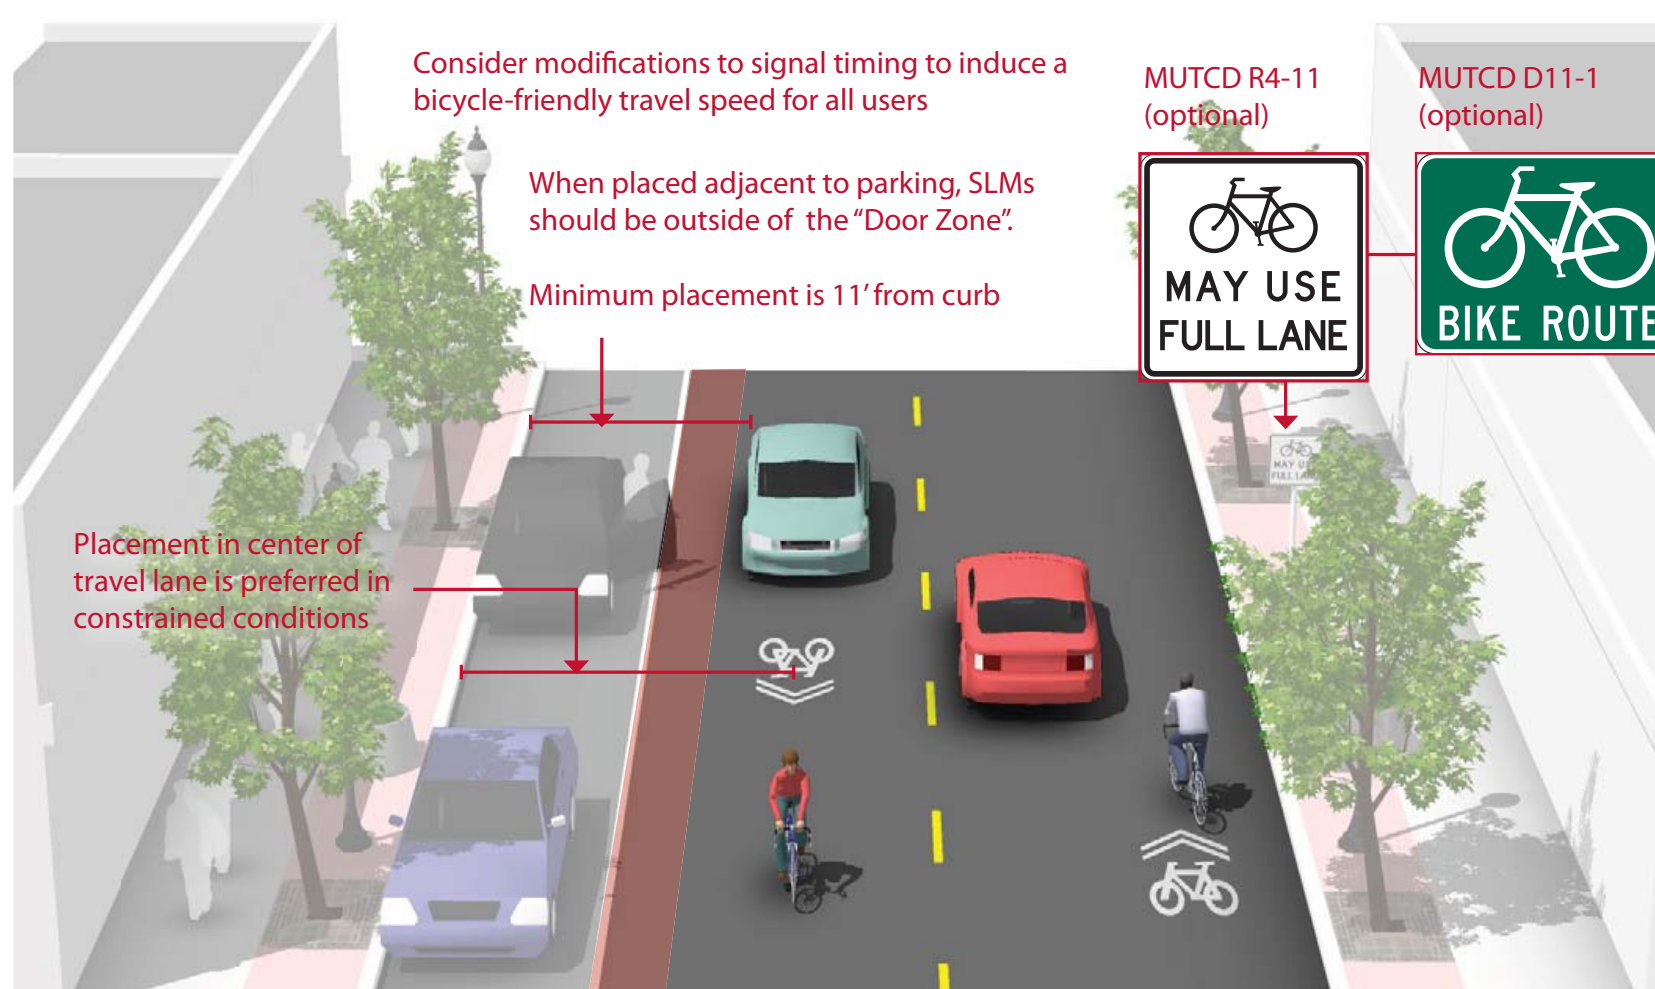 Consider modifications to signal timing to induce a
bicycle-friendly travel speed for all users
MUTCD R4-11
(optional)
MUTCD D11-1
(optional)
When placed adjacent to parking, SLMs
should be outside of the “Door Zone”.
MAY USE
FULL LANE
BIKE ROUTE
Minimum placement is 11’ from curb
Placement in center of
travel lane is preferred in
constrained conditions
MAY U
FULL LAN